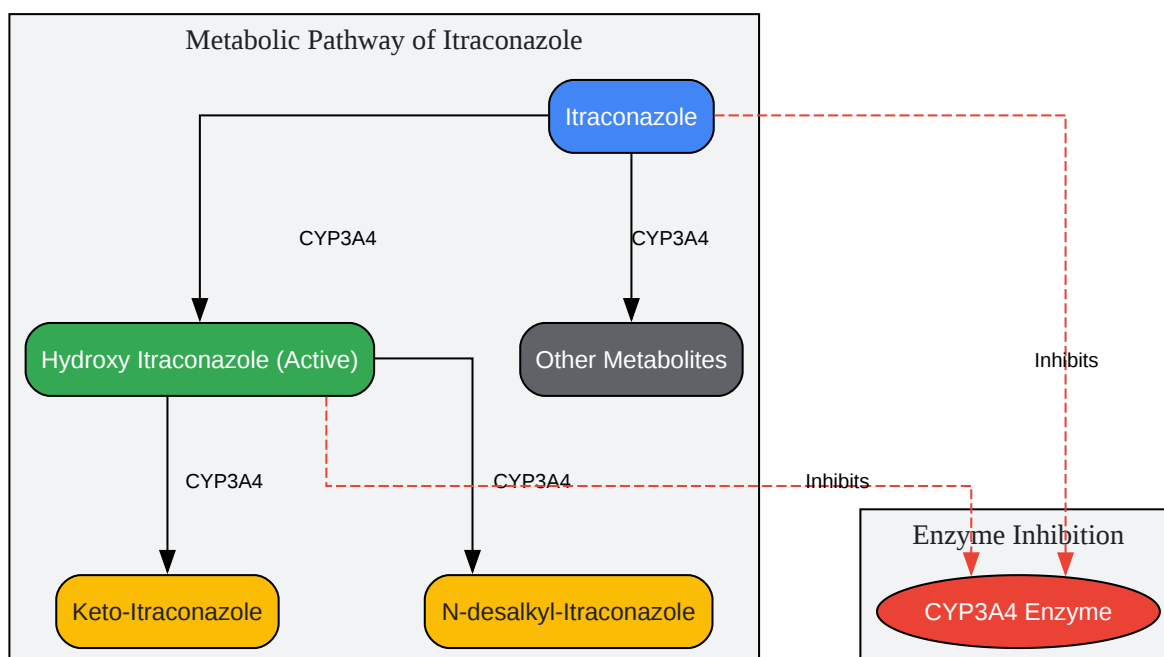 Metabolic Pathway of Itraconazole
Itraconazole
CYP3A4
CYP3A4
Hydroxy Itraconazole (Active)
Other Metabolites
Inhibits
CYP3A4
CYP3A4
Inhibits
Enzyme Inhibition
Keto-Itraconazole
N-desalkyl-Itraconazole
CYP3A4 Enzyme